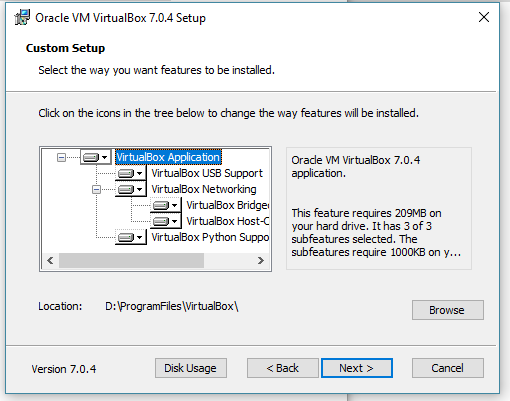 Oracle VM VirtualBox 7.0.4 Setup
Custom Setup
Select the way you want features to be installed.
Click on the icons in the tree below to change the way features will be installed.
VirtualBox Application
VirtualBox USB Support
VirtualBox Networking
VirtualBox Bridge
VirtualBox Host-C
VirtualBox Python Suppo
Oracle VM VirtualBox 7.0.4
application.
This feature requires 209MB on
your hard drive. It has 3 of 3
subfeatures selected. The
subfeatures require 1000KB on y...
Location: D:\ProgramFiles\VirtualBox\
Browse
Version 7.0.4 Disk Usage < Back Next > Cancel